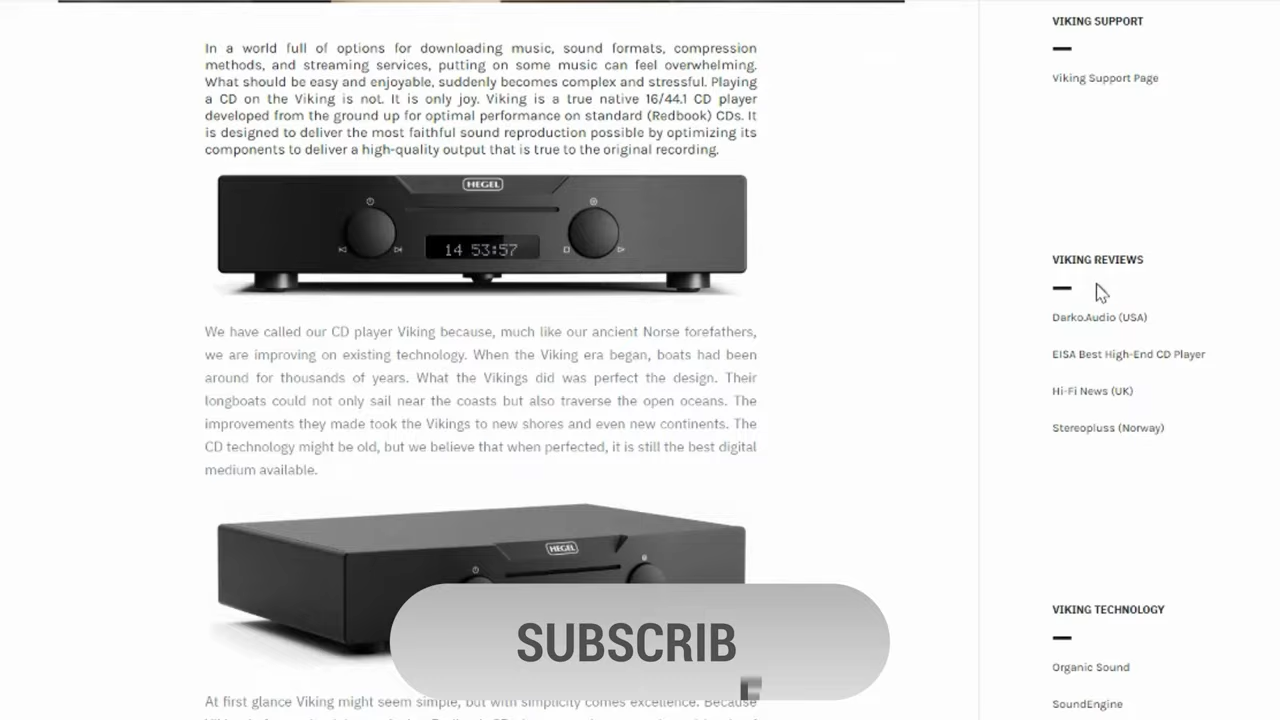 In a world full of options for downloading music, sound formats, compression
methods, and streaming services, putting on some music can feel overwhelming.
What should be easy and enjoyable, suddenly becomes complex and stressful. Playing
a CD on the Viking is not. It is only joy. Viking is a true native 16/44.1 CD player
developed from the ground up for optimal performance on standard (Redbook) CDs. It
is designed to deliver the most faithful sound reproduction possible by optimizing its
components to deliver a high-quality output that is true to the original recording.
HEGEL
14 53:57
We have called our CD player Viking because, much like our ancient Norse forefathers,
we are improving on existing technology. When the Viking era began, boats had been
around for thousands of years. What the Vikings did was perfect the design. Their
longboats could not only sail near the coasts but also traverse the open oceans. The
improvements they made took the Vikings to new shores and even new continents. The
CD technology might be old, but we believe that when perfected, it is still the best digital
medium available.
HEGEL
SUBSCRIB
At first glance Viking might seem simple, but with simplicity comes excellence. Because
VIKING SUPPORT
Viking Support Page
VIKING REVIEWS
Darko.Audio (USA)
EISA Best High-End CD Player
Hi-Fi News (UK)
Stereopluss (Norway)
VIKING TECHNOLOGY
Organic Sound
SoundEngine